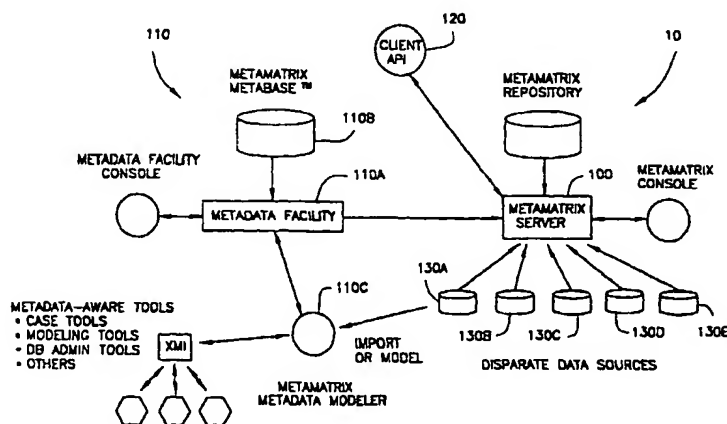 110
120
10
CLIENT
API
METAMATRIX
METABASE™
METAMATRIX
REPOSITORY
110B
METADATA FACILITY
CONSOLE
110A
100
METAMATRIX
CONSOLE
METADATA FACILITY
METAMATRIX
SERVER
110C
130A
130B
130C
130D
130E
METADATA-AWARE TOOLS
• CASE TOOLS
• MODELING TOOLS
• DB ADMIN TOOLS
• OTHERS
XMI
IMPORT
OR MODEL
DISPARATE DATA SOURCES
METAMATRIX
METADATA MODELER